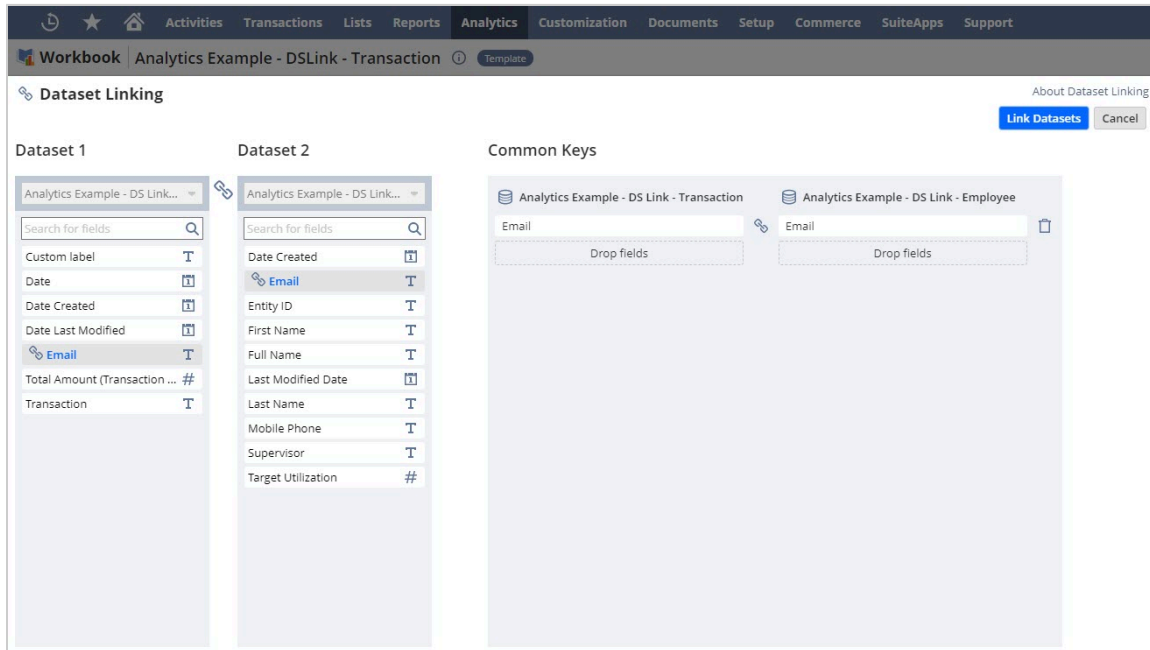 Activities Transactions Lists Reports Analytics Customization Documents Setup Commerce SuiteApps Support
Workbook Analytics Example - DSLink - Transaction Template
Dataset Linking
About Dataset Linking
Link Datasets Cancel
Dataset 1
Analytics Example - DS Link...
Search for fields
Custom label
Date
Date Created
Date Last Modified
Email
Total Amount (Transaction ...
Transaction
Dataset 2
Analytics Example - DS Link...
Search for fields
Date Created
Email
Entity ID
First Name
Full Name
Last Modified Date
Last Name
Mobile Phone
Supervisor
Target Utilization
Common Keys
Analytics Example - DS Link - Transaction Analytics Example - DS Link - Employee
Email Email
Drop fields Drop fields